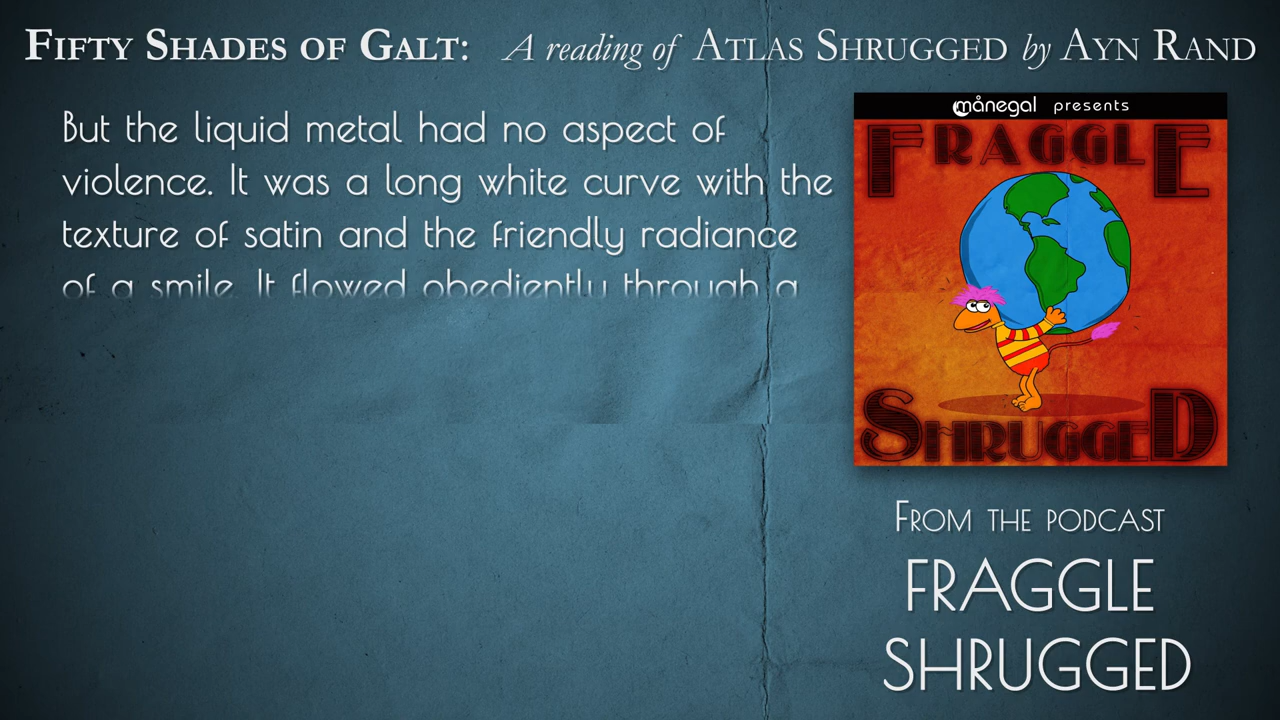 FIFTY SHADES OF GALT: A reading of ATLAS SHRUGGED by AYN RAND
But the liquid metal had no aspect of
violence. It was a long white curve with the
texture of satin and the friendly radiance
of a smile. It flowed obediently through a
månegal presents
FRAGGLE
SHRUGGED
FROM THE PODCAST
FRAGGLE
SHRUGGED